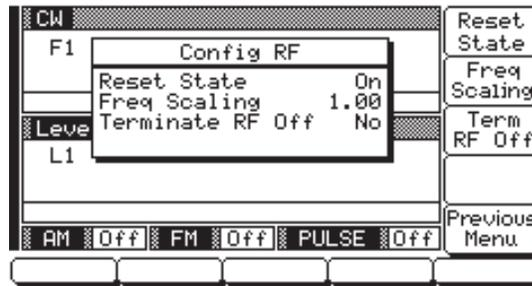 CW
F1
Config RF
Reset State On
Freq Scaling 1.00
Terminate RF Off No
Leve
L1
AM Off FM Off PULSE Off
Reset
State
Freq
Scaling
Term
RF Off
Previous
Menu